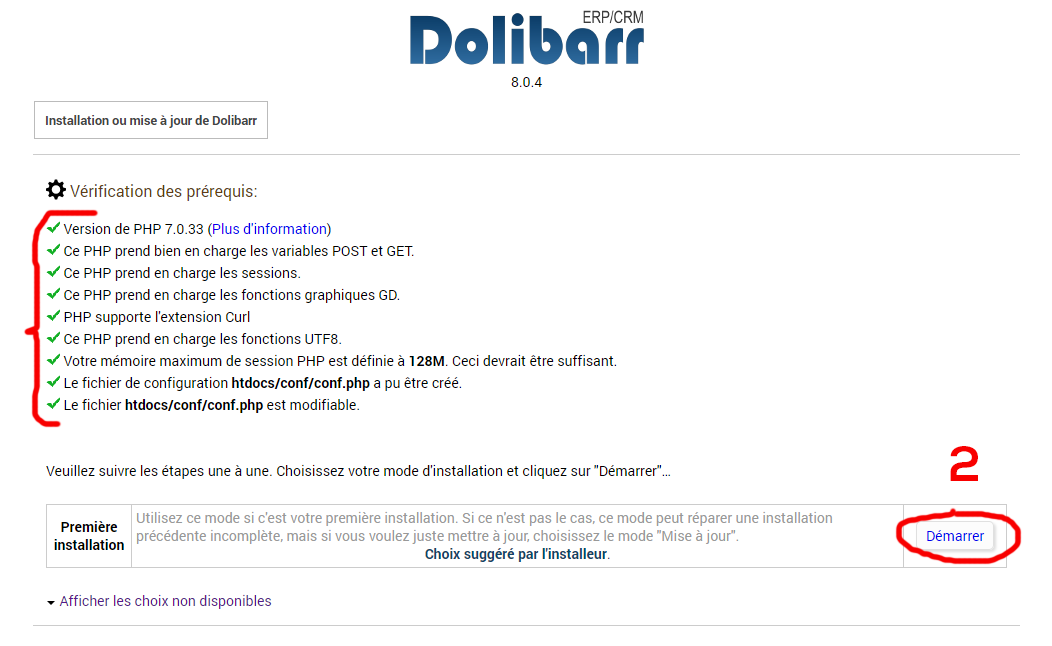 ERP/CRM
Dolibarr
8.0.4
Installation ou mise à jour de Dolibarr
Vérification des prérequis:
Version de PHP 7.0.33 (Plus d'information)
Ce PHP prend bien en charge les variables POST et GET.
Ce PHP prend en charge les sessions.
Ce PHP prend en charge les fonctions graphiques GD.
PHP supporte l'extension Curl
Ce PHP prend en charge les fonctions UTF8.
Votre mémoire maximum de session PHP est définie à 128M. Ceci devrait être suffisant.
Le fichier de configuration htdocs/conf/conf.php a pu être créé.
Le fichier htdocs/conf/conf.php est modifiable.
Veuillez suivre les étapes une à une. Choisissez votre mode d'installation et cliquez sur "Démarrer"...
2
Première
installation
Utilisez ce mode si c'est votre première installation. Si ce n'est pas le cas, ce mode peut réparer une installation
précédente incomplète, mais si vous voulez juste mettre à jour, choisissez le mode "Mise à jour".
Choix suggéré par l'installeur.
Démarrer
Afficher les choix non disponibles